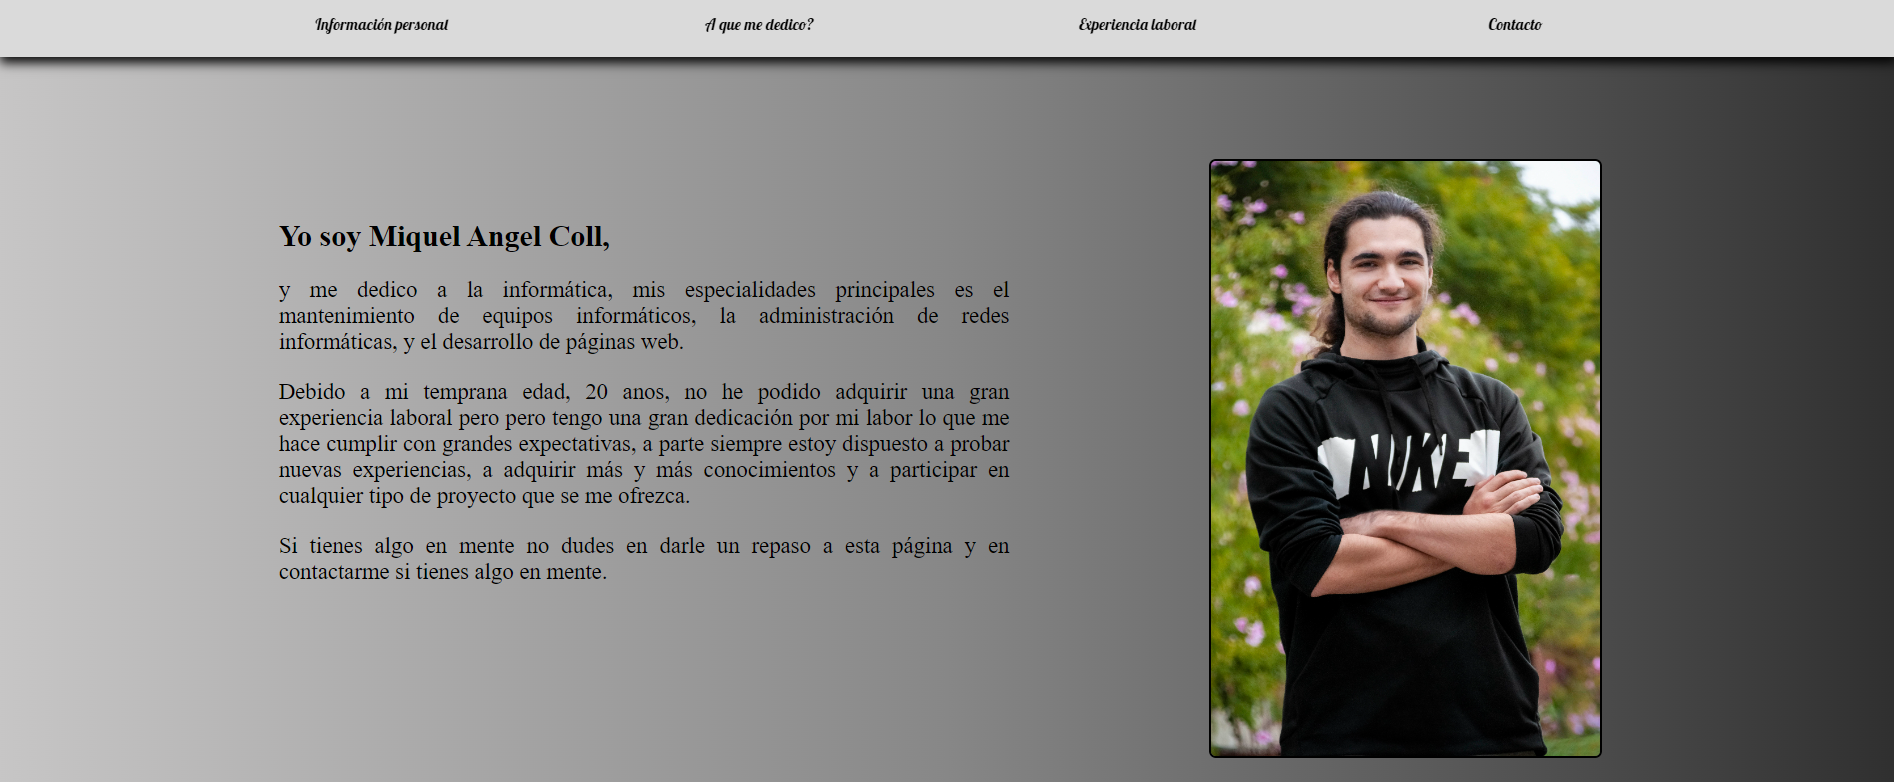 Información personal
A que me dedico?
Experiencia laboral
Contacto
Yo soy Miquel Angel Coll,
y me dedico a la informática, mis especialidades principales es el
mantenimiento de equipos informáticos, la administración de redes
informáticas, y el desarrollo de páginas web.
Debido a mi temprana edad, 20 anos, no he podido adquirir una gran
experiencia laboral pero pero tengo una gran dedicación por mi labor lo que me
hace cumplir con grandes expectativas, a parte siempre estoy dispuesto a probar
nuevas experiencias, a adquirir más y más conocimientos y a participar en
cualquier tipo de proyecto que se me ofrezca.
Si tienes algo en mente no dudes en darle un repaso a esta página y en
contactarme si tienes algo en mente.
NIKE